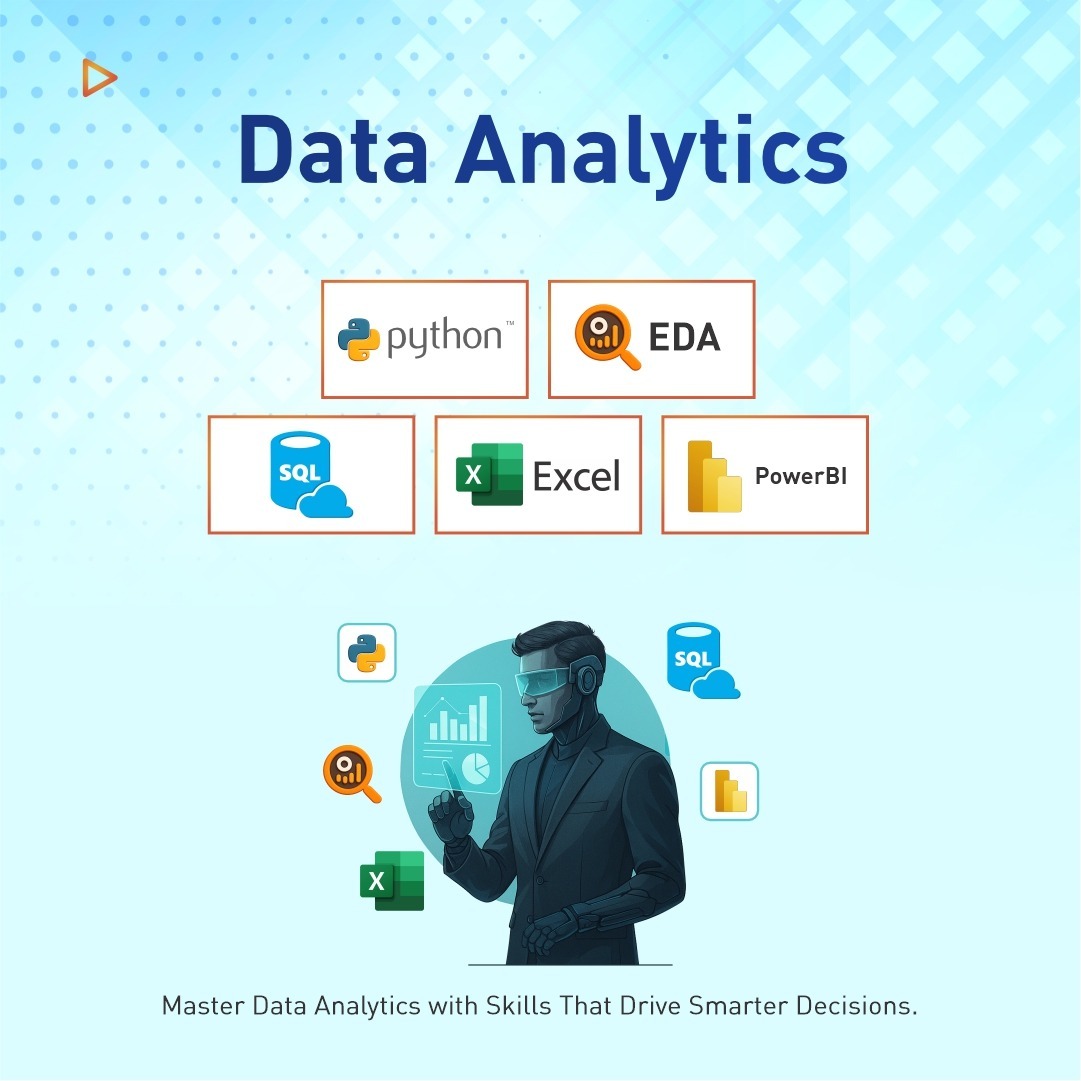 Data Analytics
python™
EDA
SQL
X Excel
PowerBI
SQL
X
Master Data Analytics with Skills That Drive Smarter Decisions.